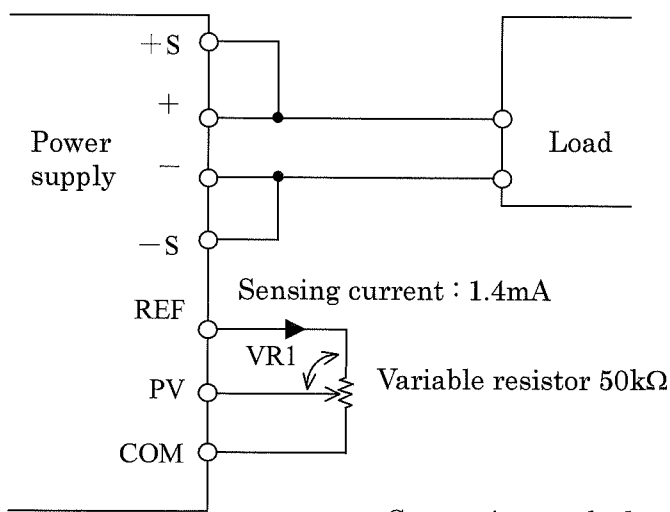 +S
+
Power
supply
Load
−
−S
REF
Sensing current : 1.4mA
VR1
PV
Variable resistor 50kΩ
COM